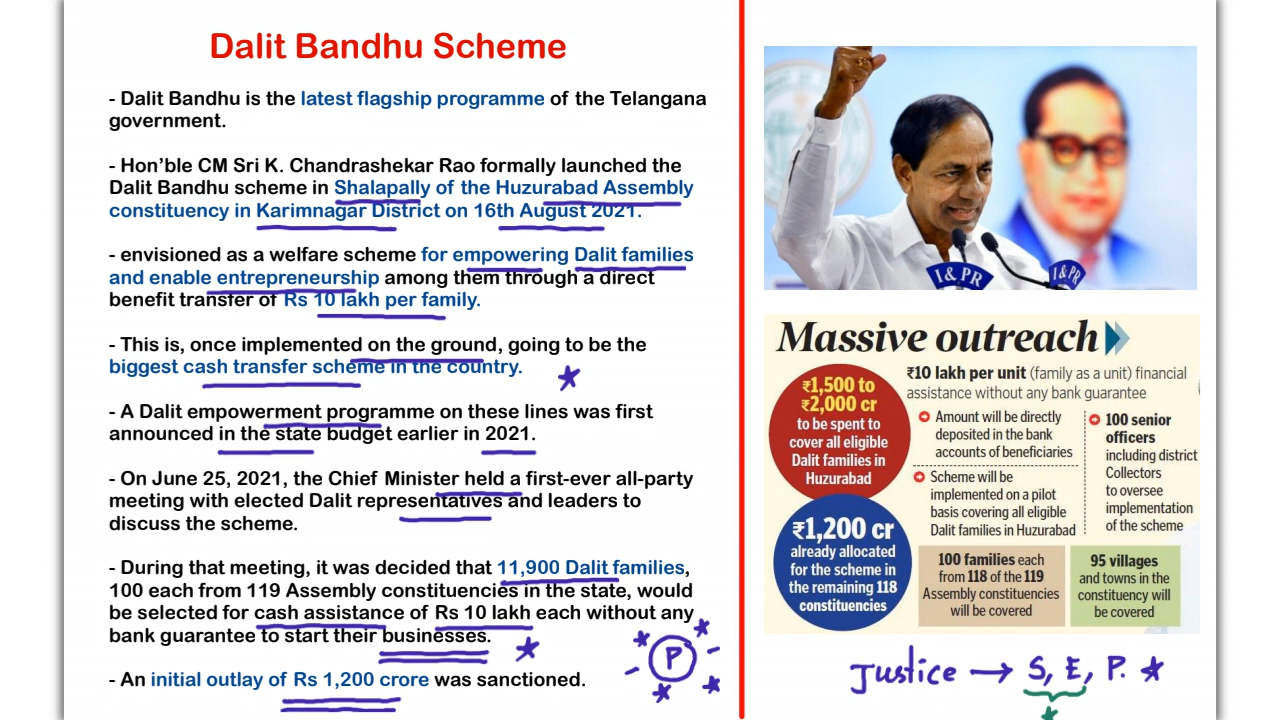 Dalit Bandhu Scheme
- Dalit Bandhu is the latest flagship programme of the Telangana
government.
- Hon'ble CM Sri K. Chandrashekar Rao formally launched the
Dalit Bandhu scheme in Shalapally of the Huzurabad Assembly
constituency in Karimnagar District on 16th August 2021.
- envisioned as a welfare scheme for empowering Dalit families
and enable entrepreneurship among them through a direct
benefit transfer of Rs 10 lakh per family.
- This is, once implemented on the ground, going to be the
biggest cash transfer scheme in the country.
- A Dalit empowerment programme on these lines was first
announced in the state budget earlier in 2021.
- On June 25, 2021, the Chief Minister held a first-ever all-party
meeting with elected Dalit representatives and leaders to
discuss the scheme.
- During that meeting, it was decided that 11,900 Dalit families,
100 each from 119 Assembly constituencies in the state, would
be selected for cash assistance of Rs 10 lakh each without any
bank guarantee to start their businesses.
P
- An initial outlay of Rs 1,200 crore was sanctioned.
I & PR
I & PR
Massive outreach
₹1,500 to
₹2,000 cr
to be spent to
cover all eligible
Dalit families in
Huzurabad
₹10 lakh per unit (family as a unit) financial
assistance without any bank guarantee
Amount will be directly
deposited in the bank
accounts of beneficiaries
Scheme will be
implemented on a pilot
basis covering all eligible
Dalit families in Huzurabad
100 senior
officers
including district
Collectors
to oversee
implementation
of the scheme
₹1,200 cr
already allocated
for the scheme in
the remaining 118
constituencies
100 families each
from 118 of the 119
Assembly constituencies
will be covered
95 villages
and towns in the
constituency will
be covered
Justice → S, E, P.